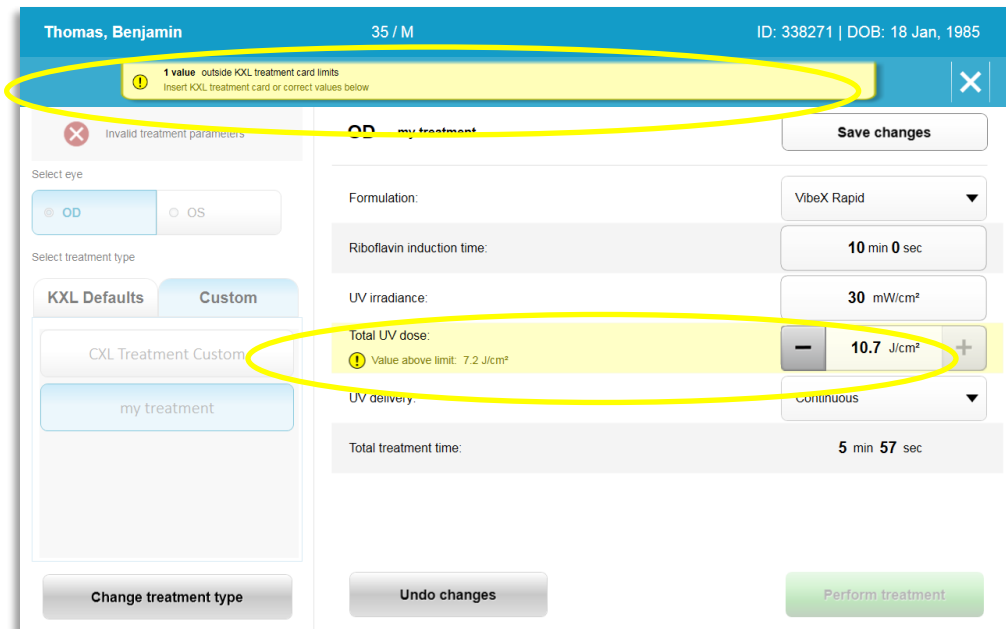 Thomas, Benjamin 35 / M ID: 338271 | DOB: 18 Jan, 1985
1 value outside KXL treatment card limits
Insert KXL treatment card or correct values below
Invalid treatment parameters
OD my treatment
Save changes
Select eye
OD OS
Select treatment type
KXL Defaults Custom
CXL Treatment Custom
my treatment
Change treatment type
Formulation: VibeX Rapid
Riboflavin induction time: 10 min 0 sec
UV irradiance: 30 mW/cm²
Total UV dose: 10.7 J/cm²
Value above limit: 7.2 J/cm²
UV delivery: Continuous
Total treatment time: 5 min 57 sec
Undo changes
Perform treatment